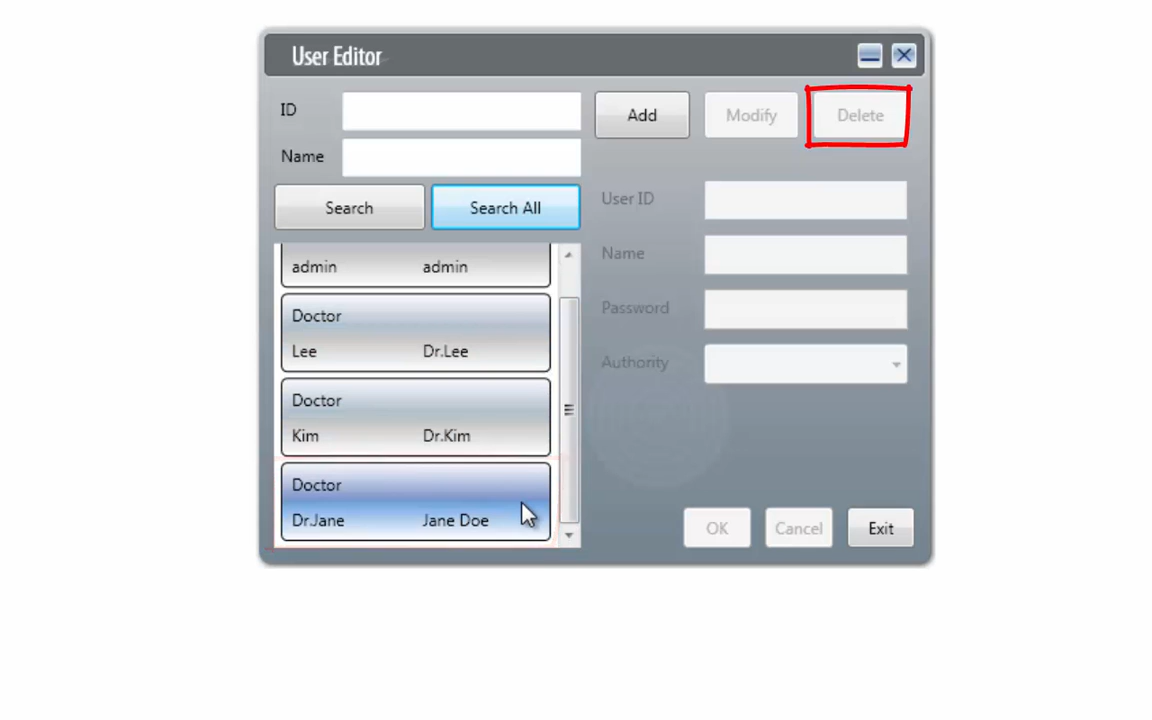 User Editor
ID
Name
Search
Search All
admin admin
Doctor
Lee Dr.Lee
Doctor
Kim Dr.Kim
Doctor
Dr.Jane Jane Doe
Add
Modify
Delete
User ID
Name
Password
Authority
OK
Cancel
Exit